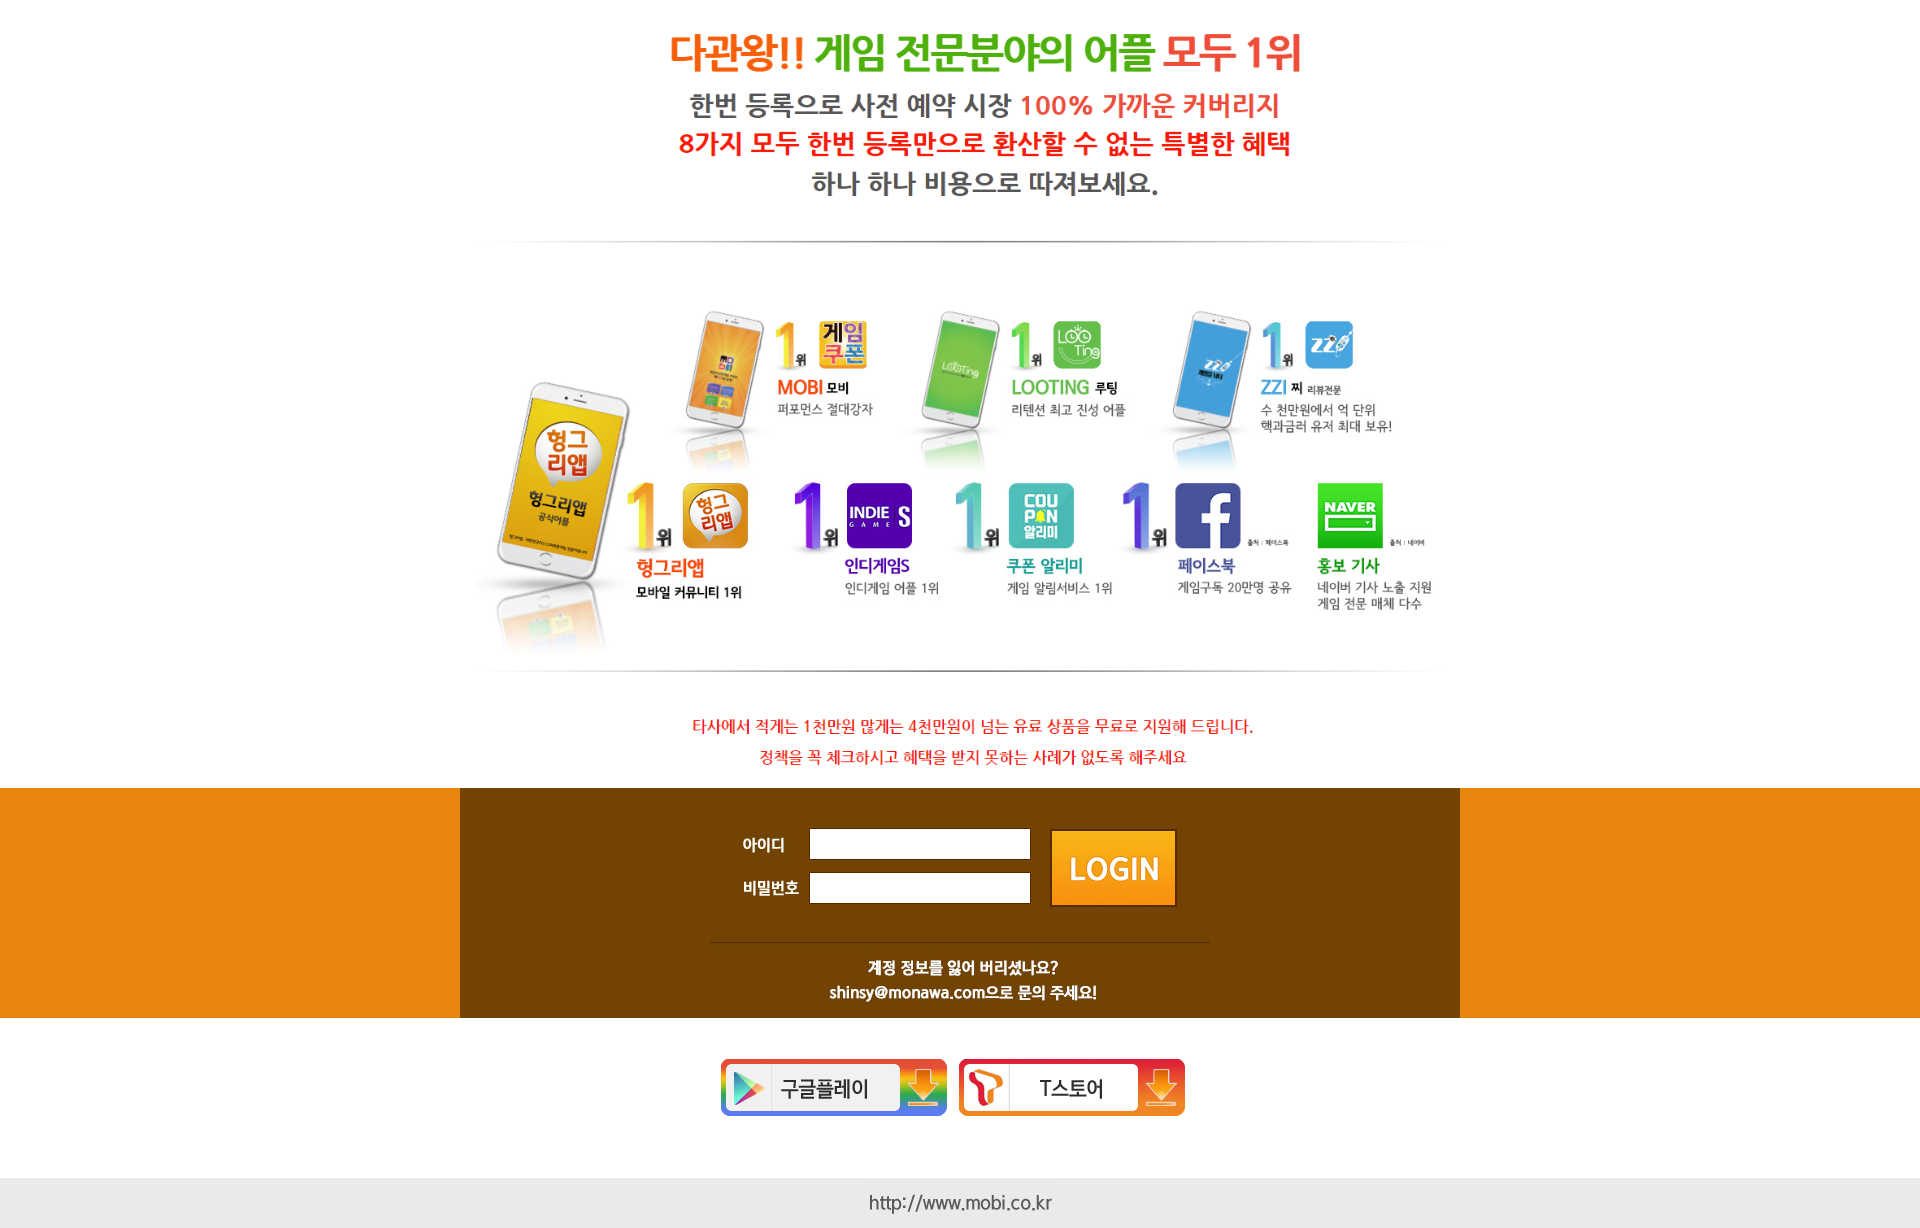 다관왕!! 게임 전문분야의 어플 모두 1위
한번 등록으로 사전 예약 시장 100% 가까운 커버리지
8가지 모두 한번 등록만으로 환산할 수 없는 특별한 혜택
하나 하나 비용으로 따져보세요.
1위 게임쿠폰
MOBI 모비
퍼포먼스 절대강자
LOOTing
1위 LOOTing
LOOTING 루팅
리텐션 최고 진성 어플
ZZI
1위 ZZI
ZZI 찌 리뷰전문
수 천만원에서 억 단위
핵과금러 유저 최대 보유!
헝그리앱
헝그리앱
공식어플
1위 헝그리앱
헝그리앱
모바일 커뮤니티 1위
1위 INDIE GAME S
인디게임S
인디게임 어플 1위
1위 COUPON 알리미
쿠폰 알리미
게임 알림서비스 1위
1위 f 출처 : 페이스북
페이스북
게임구독 20만명 공유
NAVER 출처 : 네이버
홍보 기사
네이버 기사 노출 지원
게임 전문 매체 다수
타사에서 적게는 1천만원 많게는 4천만원이 넘는 유료 상품을 무료로 지원해 드립니다.
정책을 꼭 체크하시고 혜택을 받지 못하는 사례가 없도록 해주세요
아이디
비밀번호
LOGIN
계정 정보를 잃어 버리셨나요?
shinsy@monawa.com으로 문의 주세요!
구글플레이
T스토어
http://www.mobi.co.kr